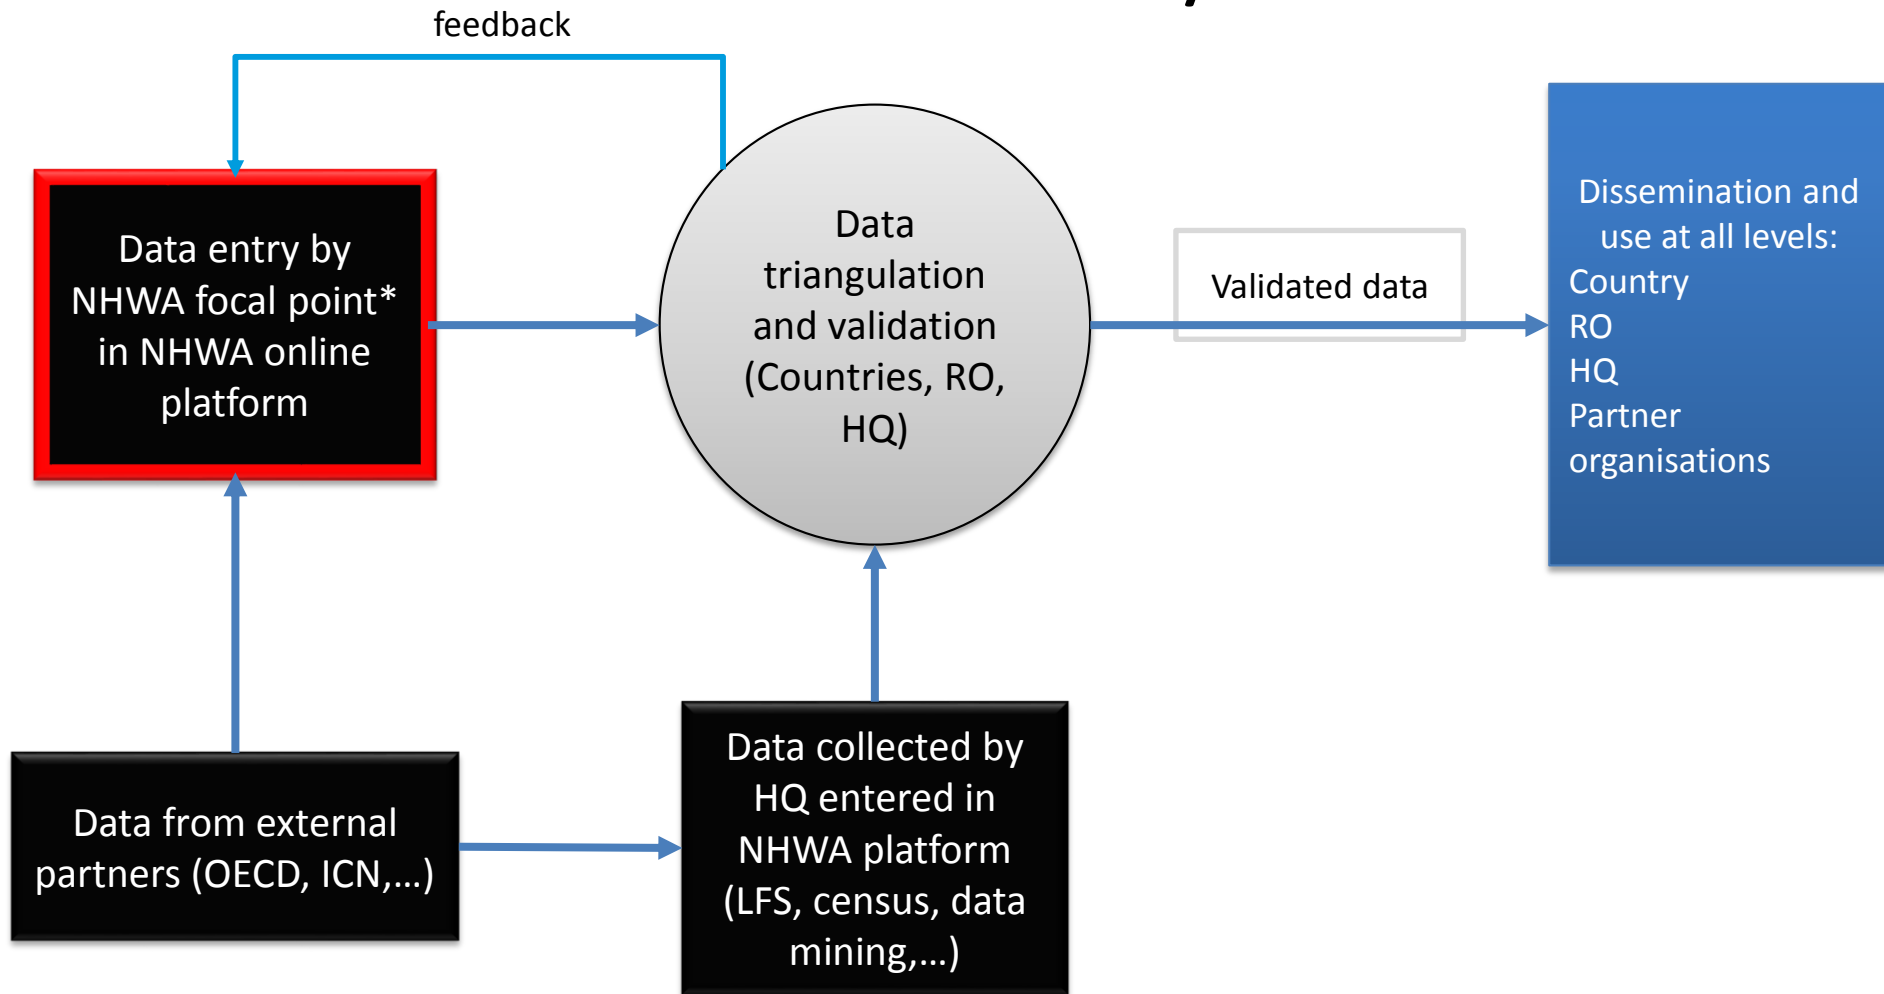 feedback
Data entry by
NHWA focal point*
in NHWA online
platform
Data
triangulation
and validation
(Countries, RO,
HQ)
Validated data
Dissemination and
use at all levels:
Country
RO
HQ
Partner
organisations
Data from external
partners (OECD, ICN,…)
Data collected by
HQ entered in
NHWA platform
(LFS, census, data
mining,…)